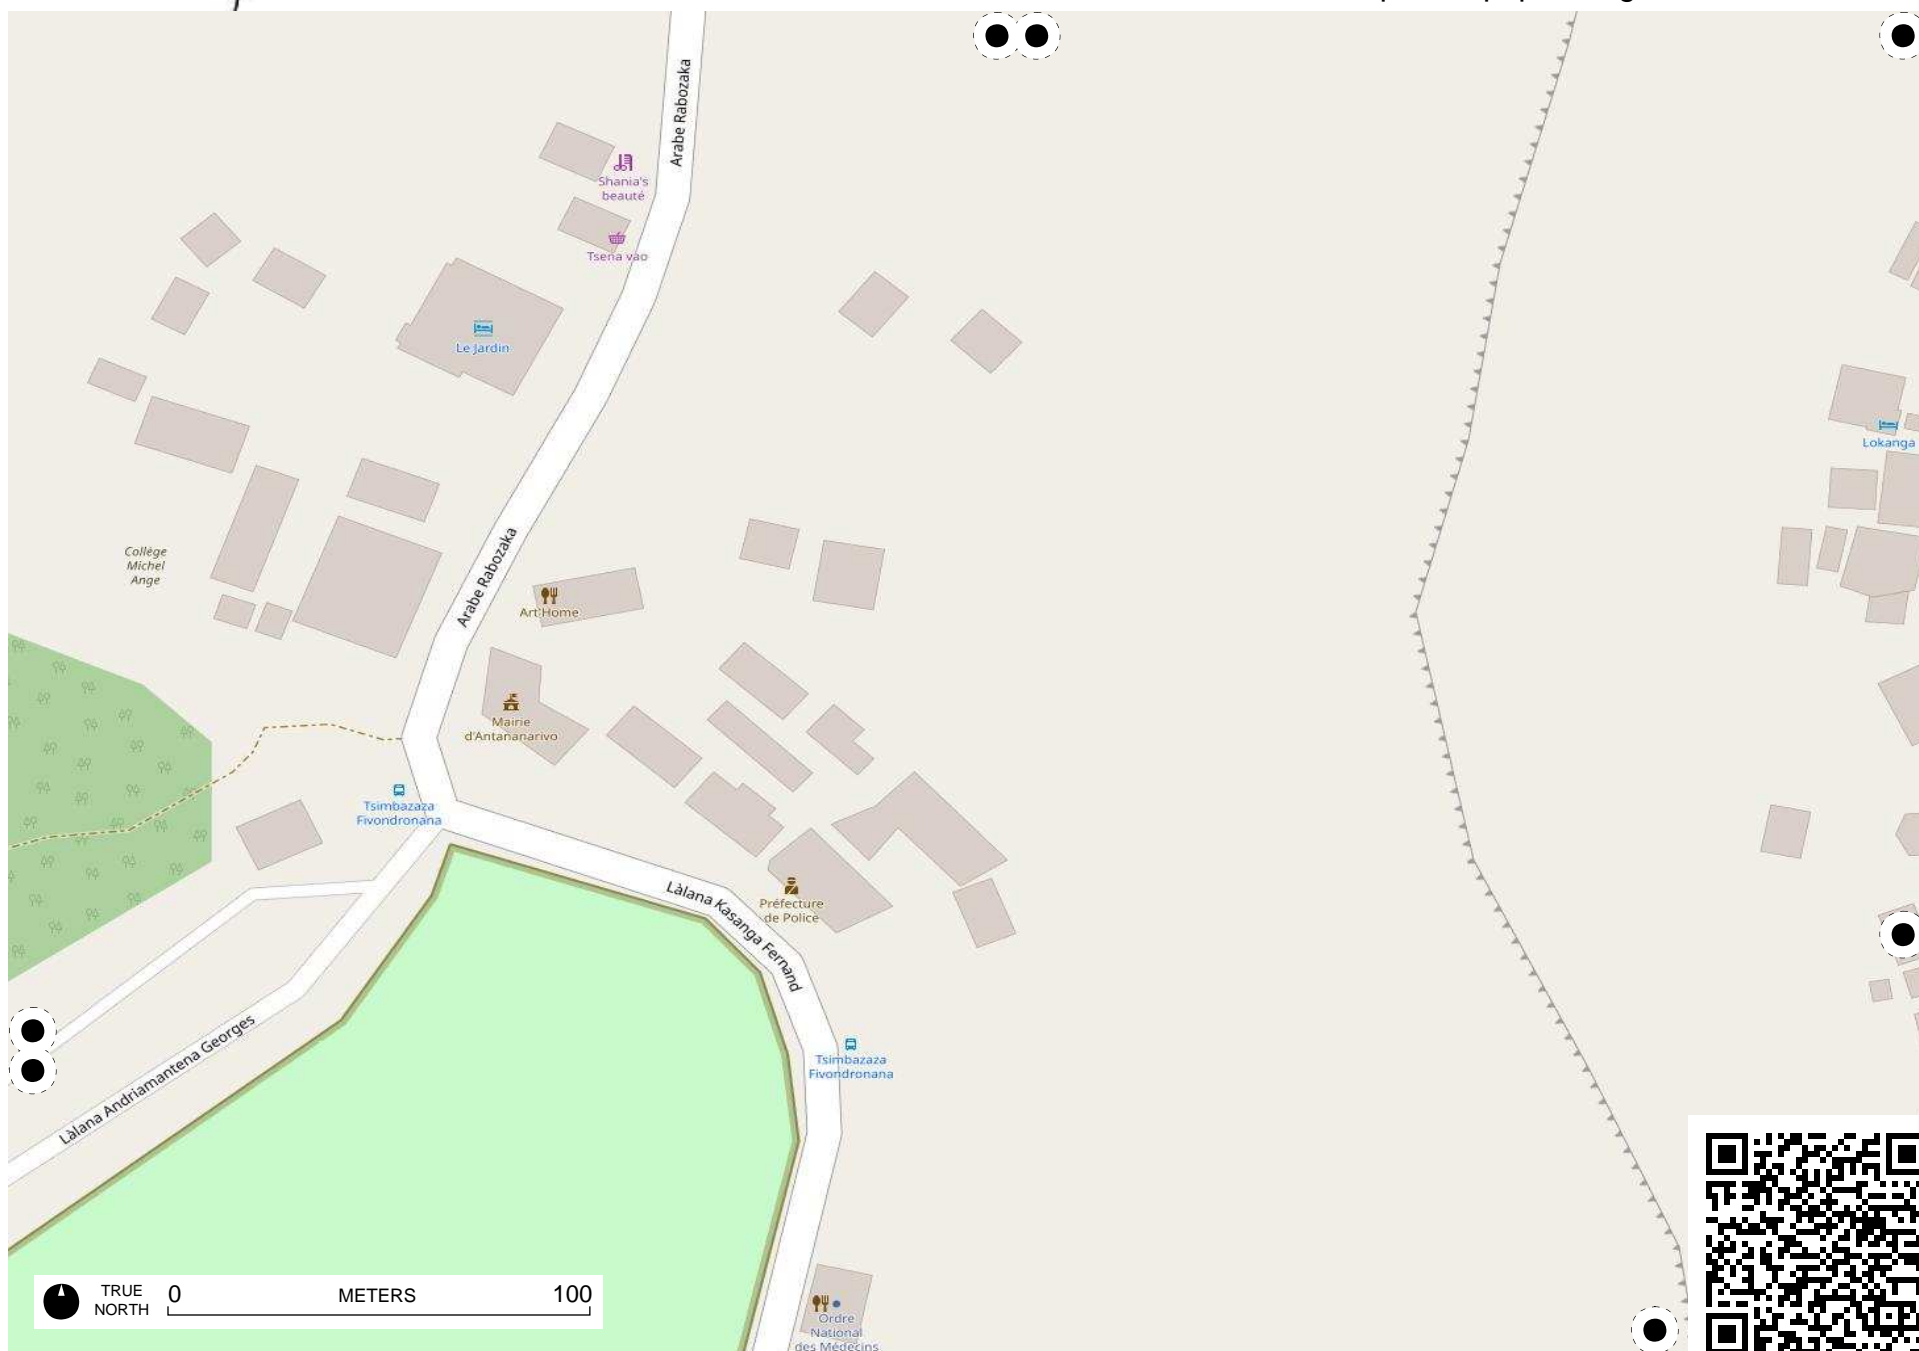 Arabe Rabozaka
Shania's
beauté
Tsena vao
Le Jardin
Lokanga
Collège
Michel
Ange
Arabe Rabozaka
Art'Home
Mairie
d'Antananarivo
Tsimbazaza
Fivondronana
Làlana Kasanga Fernand
Préfecture
de Police
Làlana Andriamantena Georges
Tsimbazaza
Fivondronana
TRUE
NORTH
0 METERS 100
Ordre
National
des Médecins